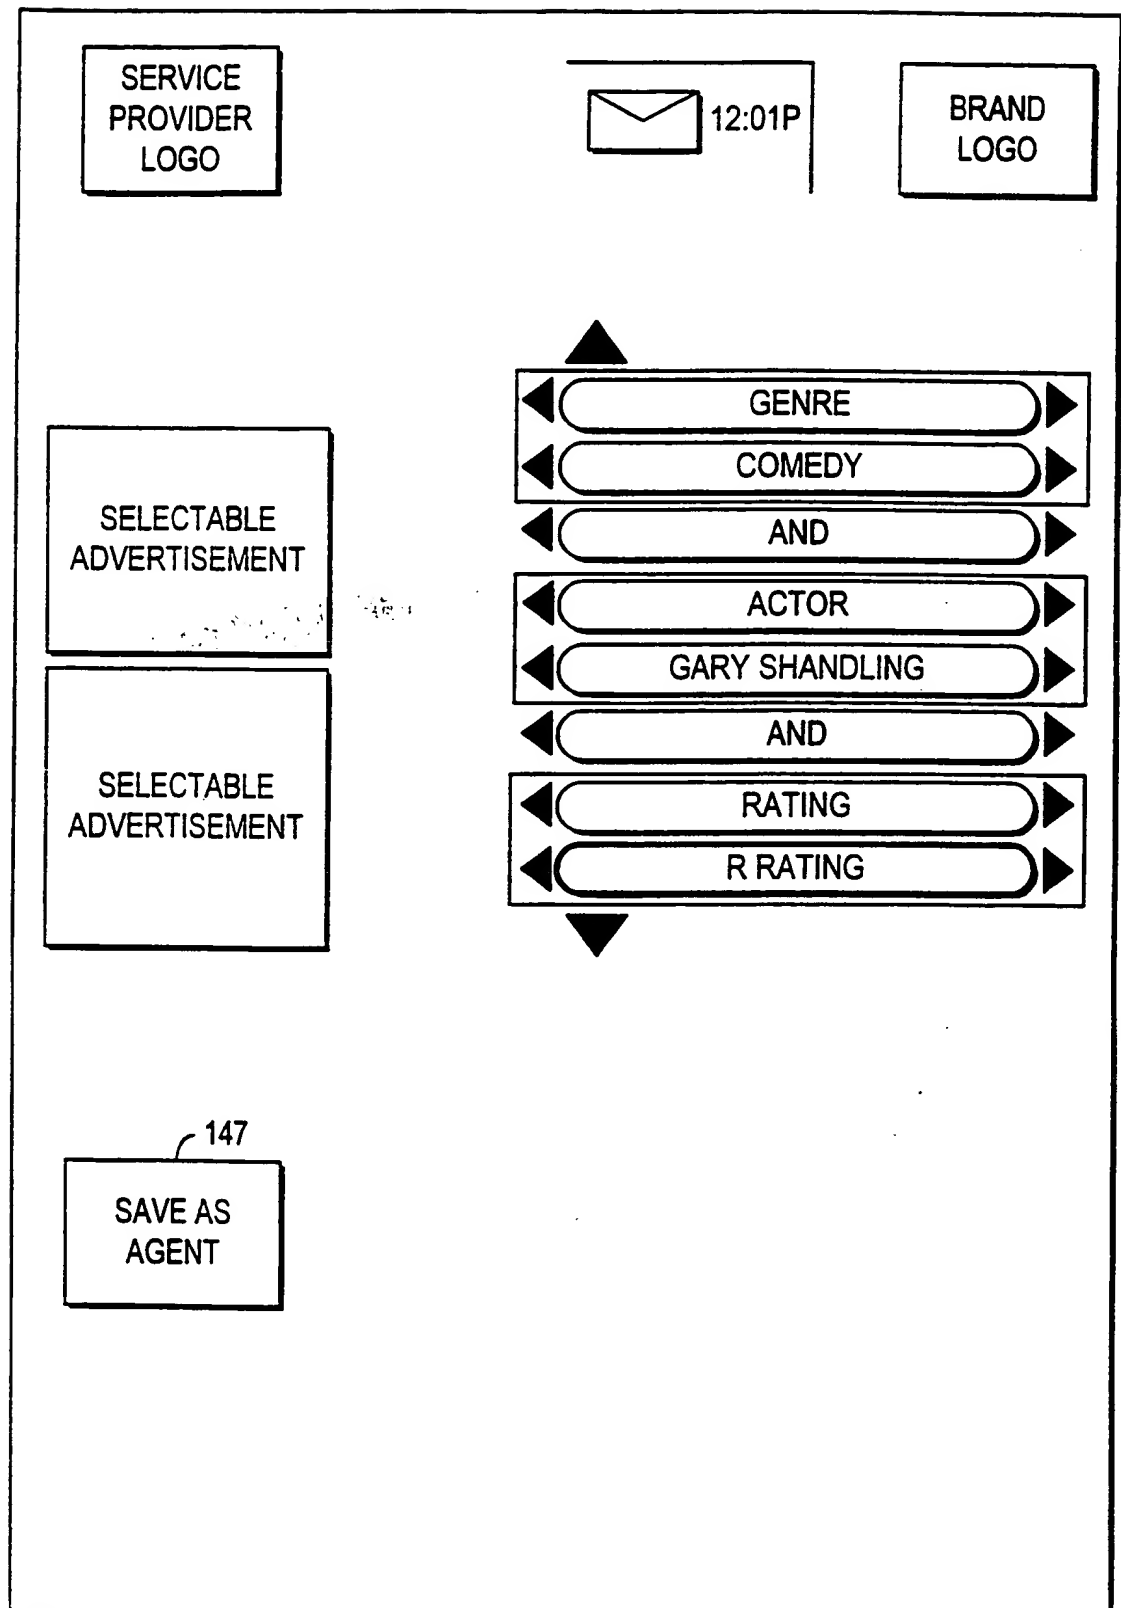 SERVICE
PROVIDER
LOGO
12:01P
BRAND
LOGO
GENRE
COMEDY
AND
ACTOR
GARY SHANDLING
AND
RATING
R RATING
SELECTABLE
ADVERTISEMENT
SELECTABLE
ADVERTISEMENT
147
SAVE AS
AGENT